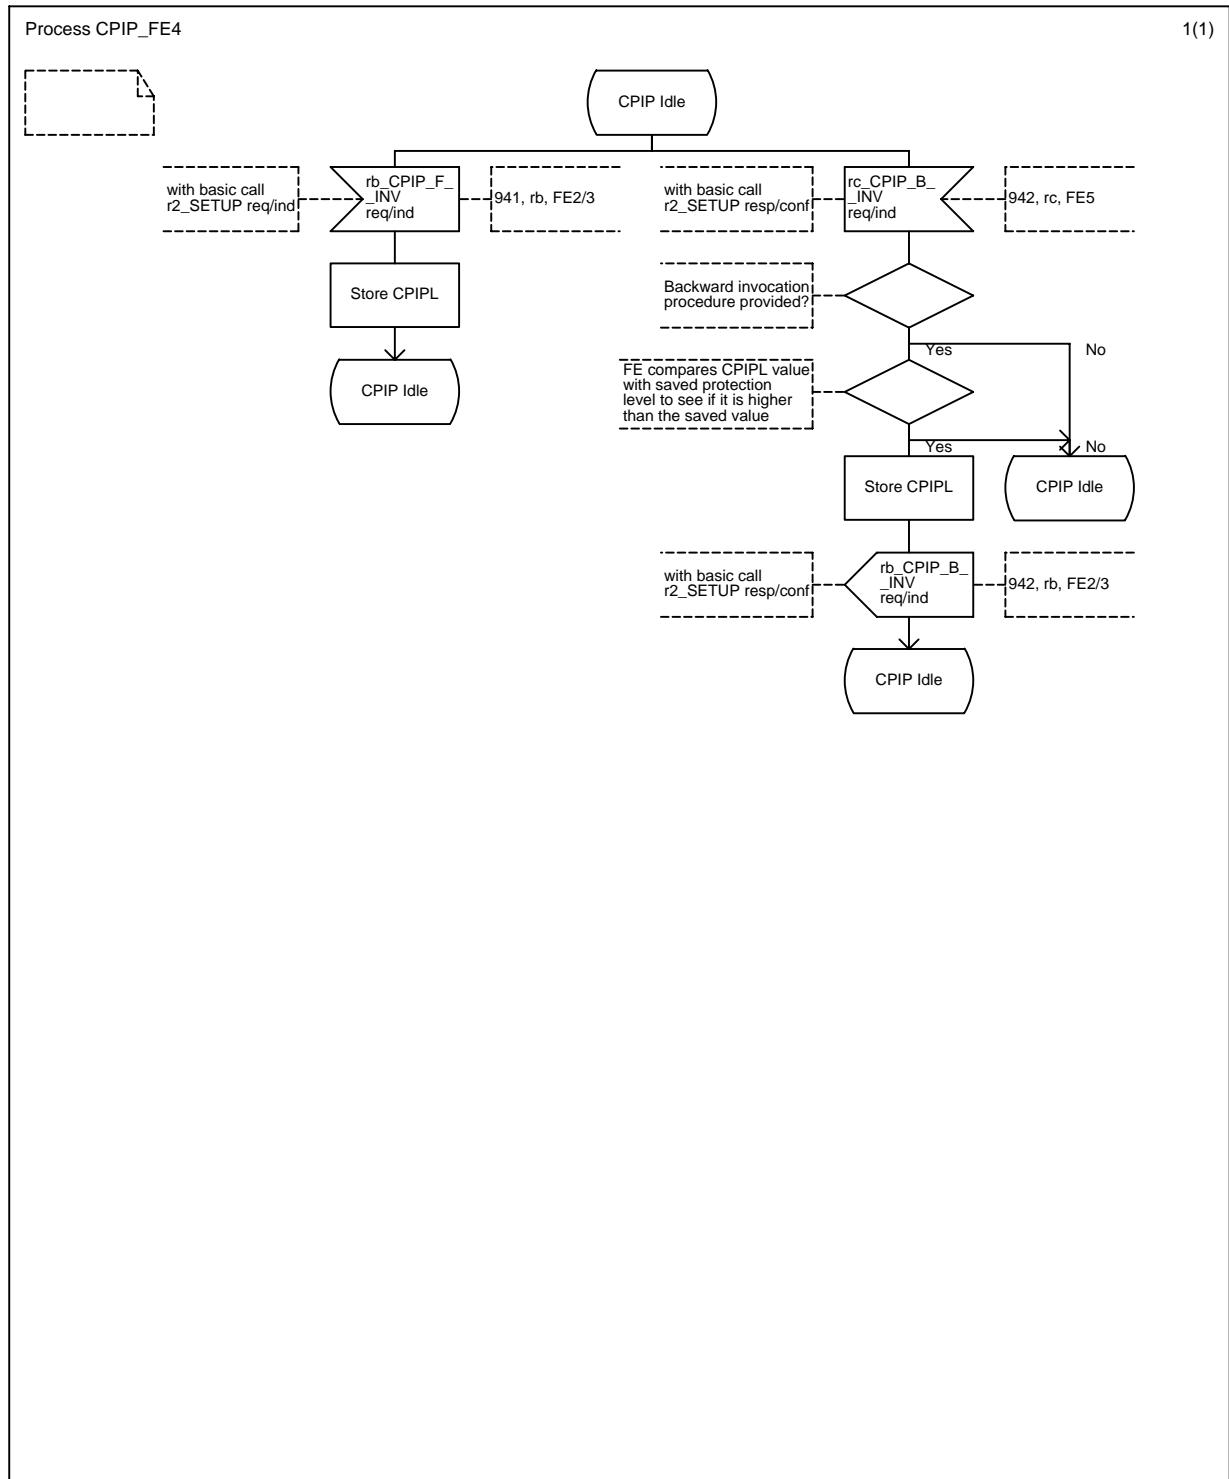 Process CPIP_FE4
1(1)
CPIP Idle
with basic call
r2_SETUP req/ind
rb_CPIP_F_
_INV
req/ind
941, rb, FE2/3
Store CPIPL
CPIP Idle
with basic call
r2_SETUP resp/conf
rc_CPIP_B_
_INV
req/ind
942, rc, FE5
Backward invocation
procedure provided?
Yes
No
FE compares CPIPL value
with saved protection
level to see if it is higher
than the saved value
Yes
No
Store CPIPL
CPIP Idle
with basic call
r2_SETUP resp/conf
rb_CPIP_B_
_INV
req/ind
942, rb, FE2/3
CPIP Idle